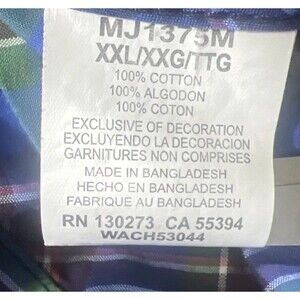 MJ1375M
XXL/XXG/TTG
100% COTTON
100% ALGODON
100% COTON
EXCLUSIVE OF DECORATION
EXCLUYENDO LA DECORACION
GARNITURES NON COMPRISES
MADE IN BANGLADESH
HECHO EN BANGLADESH
FABRIQUE AU BANGLADESH
RN 130273 CA 55394
WACH53044